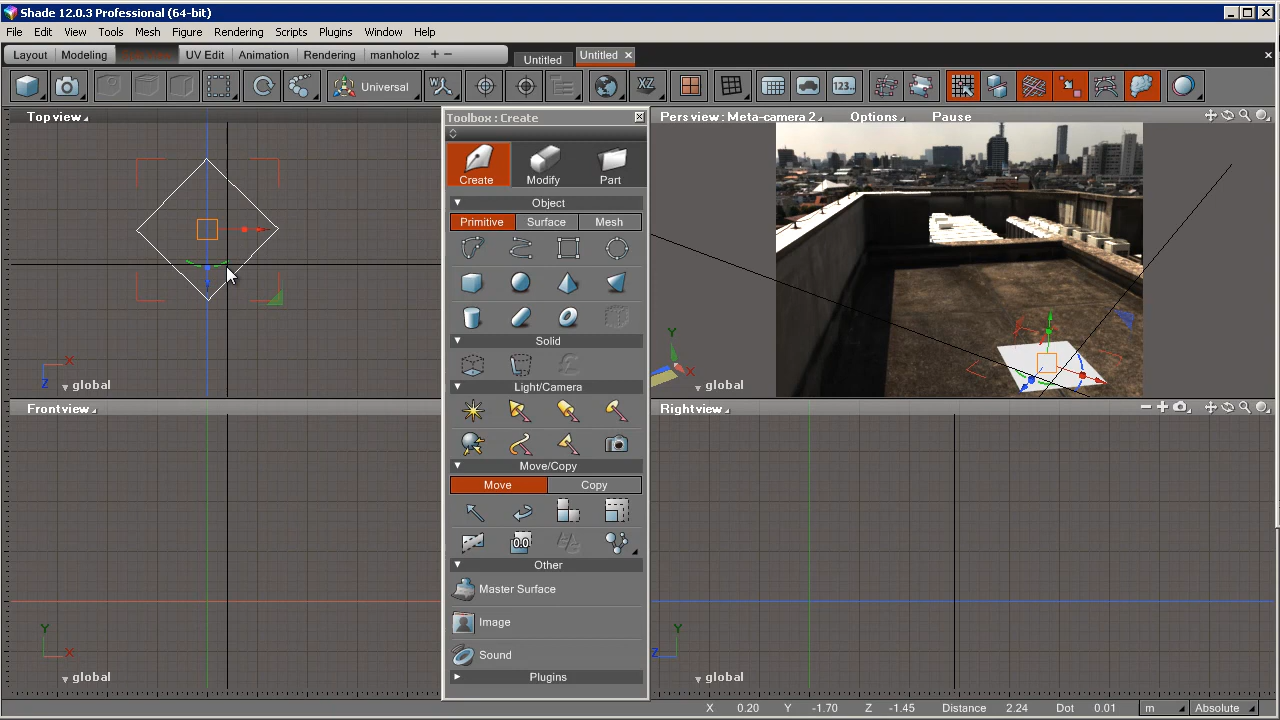 Shade 12.0.3 Professional (64-bit)
File Edit View Tools Mesh Figure Rendering Scripts Plugins Window Help
Layout Modeling UV Edit Animation Rendering manholoz + −
Untitled Untitled ×
Universal XZ 123...
Top view
X
Z
global
Toolbox : Create
Create Modify Part
Object
Primitive Surface Mesh
Solid
Light/Camera
Move/Copy
Move Copy
0.0
Other
Master Surface
Image
Sound
Plugins
Pers view : Meta-camera 2 Options Pause
Y
X
global
Front view
Y
X
global
Right view
Y
Z
global
X 0.20 Y -1.70 Z -1.45 Distance 2.24 Dot 0.01 m Absolute